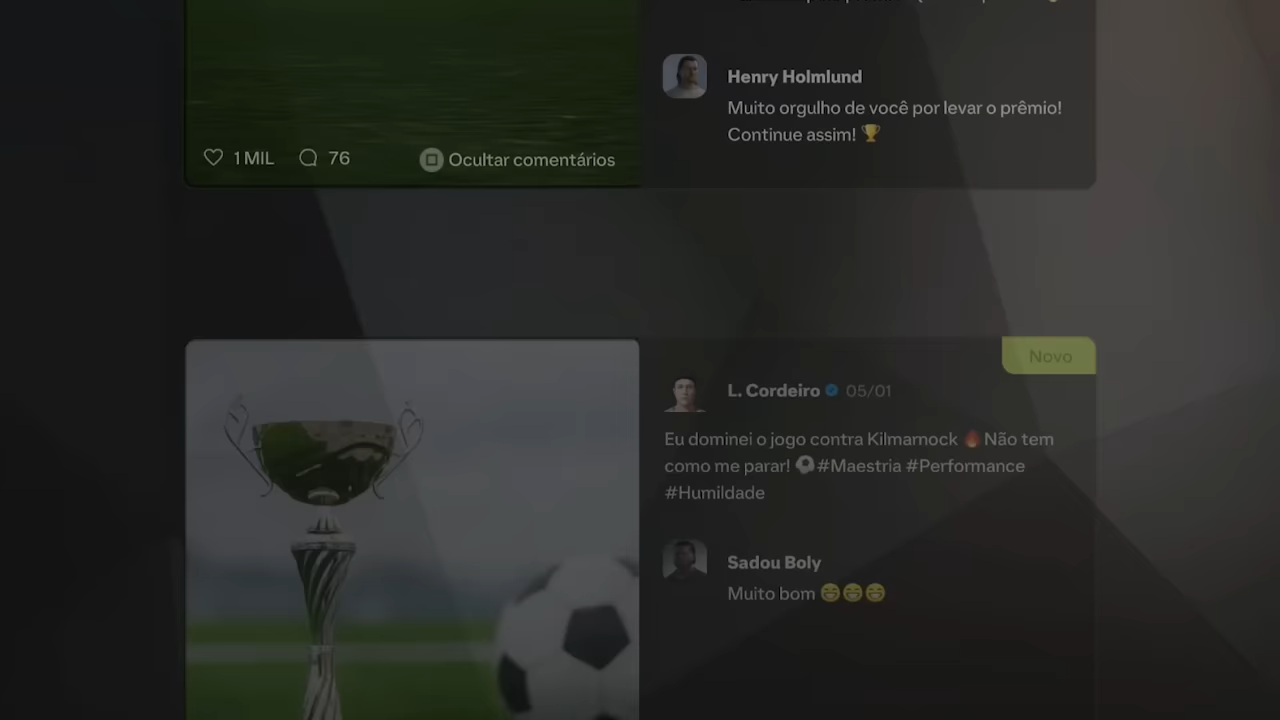 Henry Holmlund
Muito orgulho de você por levar o prêmio!
Continue assim! 🏆
1 MIL 76 Ocultar comentários
Novo
L. Cordeiro 05/01
Eu dominei o jogo contra Kilmarnock 🔥 Não tem
como me parar! ⚽ #Maestria #Performance
#Humildade
Sadou Boly
Muito bom 😄😄😄